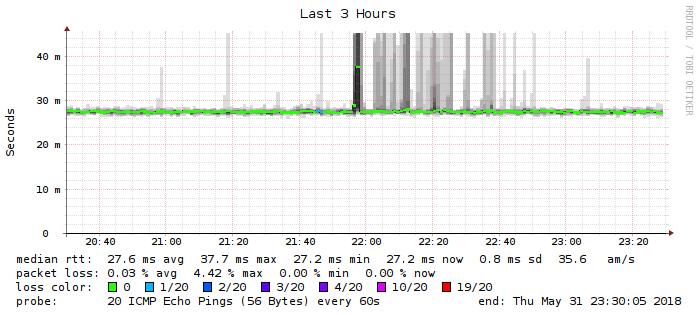 Last 3 Hours
RRDTOOL / TOBI OETIKER
Seconds
40 m
30 m
20 m
10 m
0
20:40 21:00 21:20 21:40 22:00 22:20 22:40 23:00 23:20
median rtt: 27.6 ms avg 37.7 ms max 27.2 ms min 27.2 ms now 0.8 ms sd 35.6 am/s
packet loss: 0.03 % avg 4.42 % max 0.00 % min 0.00 % now
loss color: 0 1/20 2/20 3/20 4/20 10/20 19/20
probe: 20 ICMP Echo Pings (56 Bytes) every 60s end: Thu May 31 23:30:05 2018